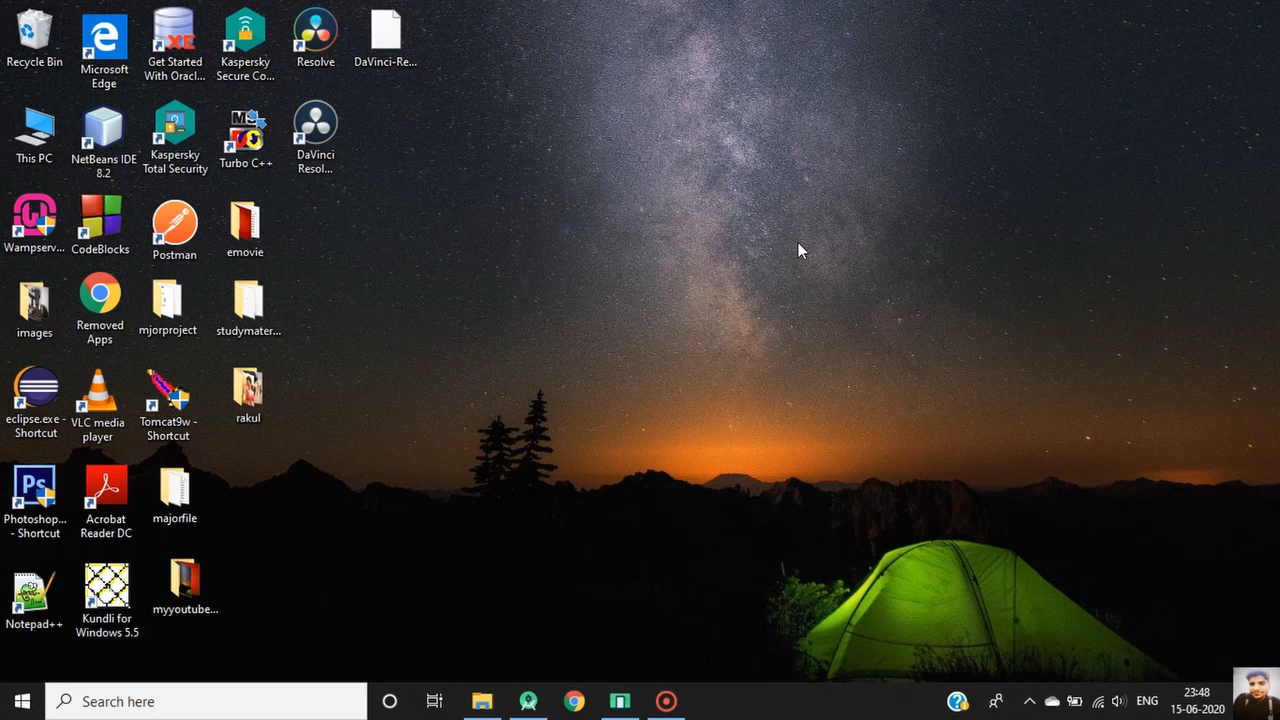 Recycle Bin
Microsoft
Edge
Get Started
With Oracl...
Kaspersky
Secure Co...
Resolve
DaVinci-Re...
This PC
NetBeans IDE
8.2
Kaspersky
Total Security
Turbo C++
DaVinci
Resol...
Wampserv...
CodeBlocks
Postman
emovie
images
Removed
Apps
mjorproject
studymater...
eclipse.exe -
Shortcut
VLC media
player
Tomcat9w -
Shortcut
rakul
Photoshop...
- Shortcut
Acrobat
Reader DC
majorfile
Notepad++
Kundli for
Windows 5.5
myyoutube...
XE
Ps
Search here
ENG
23:48
15-06-2020